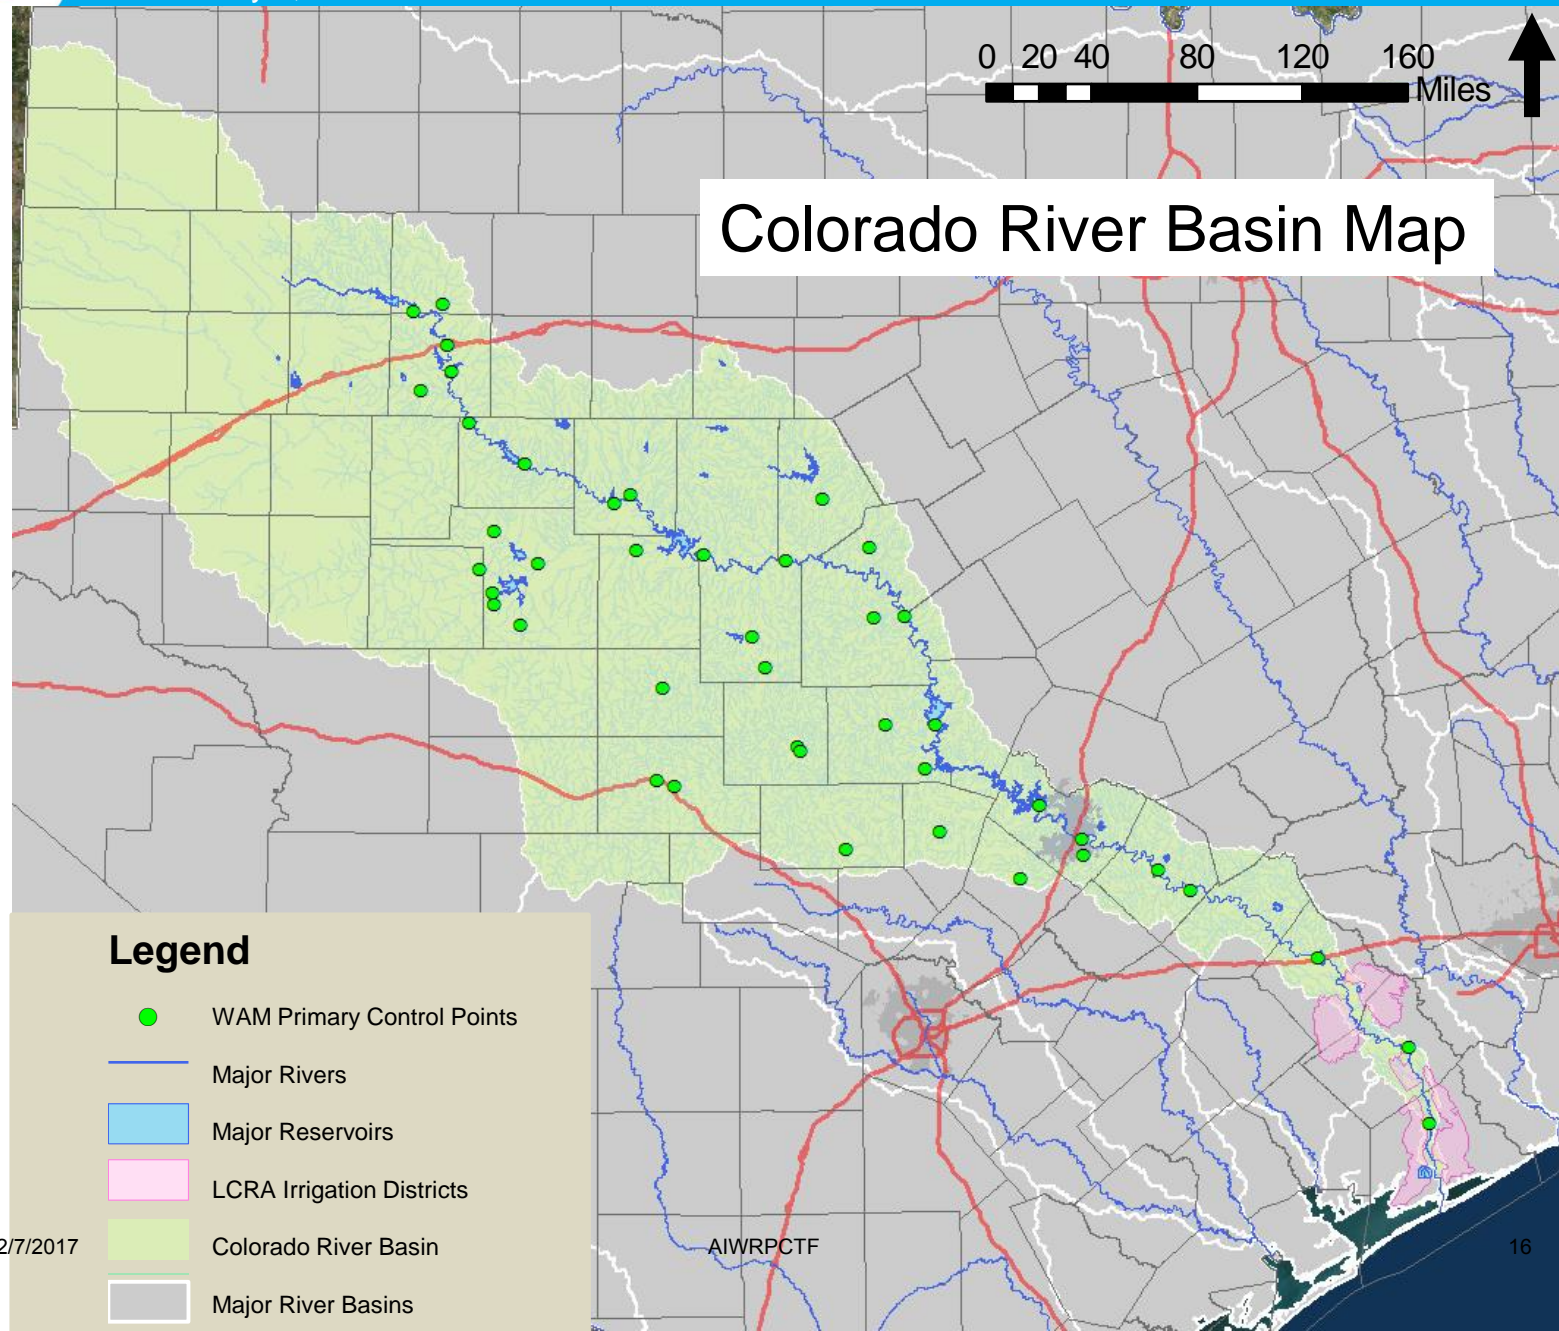 0 20 40 80 120 160
Miles
Colorado River Basin Map
Legend
WAM Primary Control Points
Major Rivers
Major Reservoirs
LCRA Irrigation Districts
Colorado River Basin
Major River Basins
2/7/2017
AIWRPCTF
16